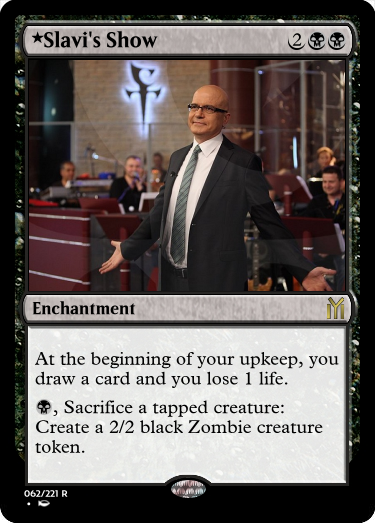 ★Slavi's Show 2
Enchantment
At the beginning of your upkeep, you
draw a card and you lose 1 life.
, Sacrifice a tapped creature:
Create a 2/2 black Zombie creature
token.
062/221 R